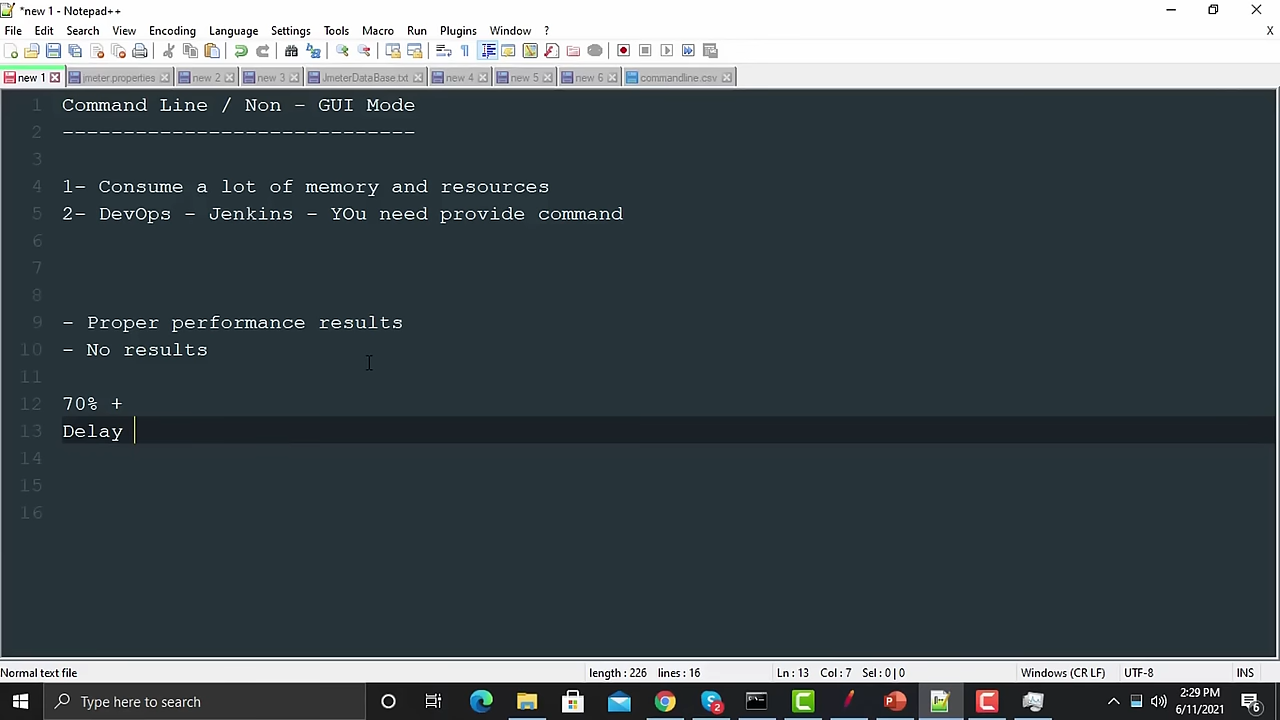 *new 1 - Notepad++
File Edit Search View Encoding Language Settings Tools Macro Run Plugins Window ? X
new 1 jmeter.properties new 2 new 3 JmeterDataBase.txt new 4 new 5 new 6 commandline.csv
1 Command Line / Non - GUI Mode
2 -----------------------------
3
4 1- Consume a lot of memory and resources
5 2- DevOps - Jenkins - YOu need provide command
6
7
8
9 - Proper performance results
10 - No results
11
12 70% +
13 Delay
14
15
16
Normal text file length : 226 lines : 16 Ln : 13 Col : 7 Sel : 0 | 0 Windows (CR LF) UTF-8 INS
Type here to search 2 2:29 PM
6/11/2021 6